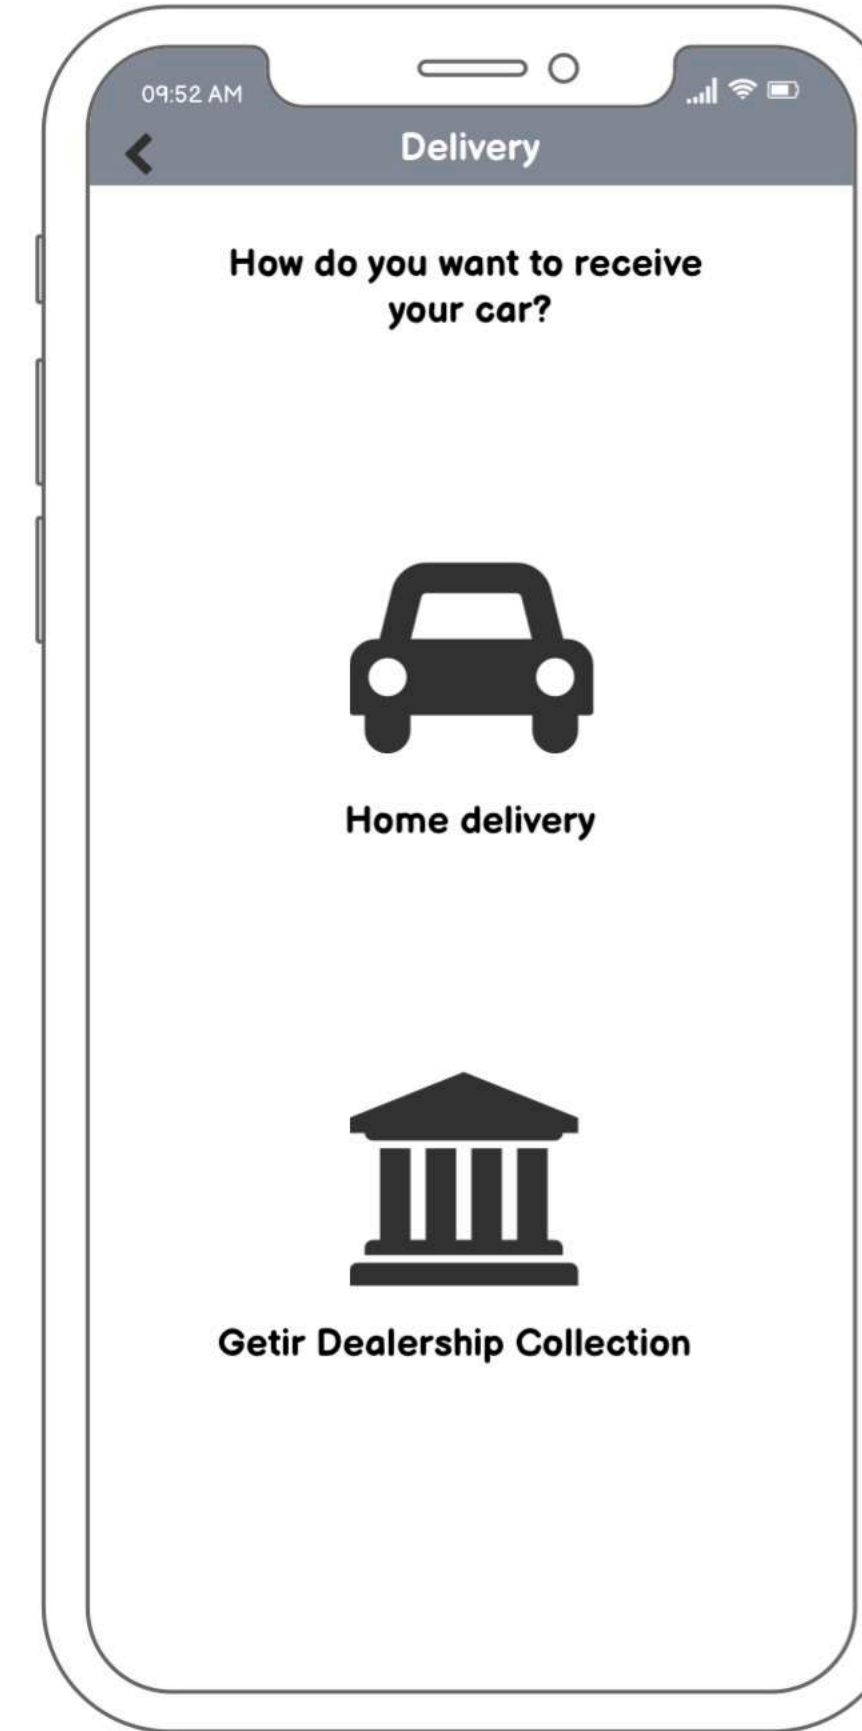 09:52 AM
Delivery
How do you want to receive
your car?
Home delivery
Getir Dealership Collection